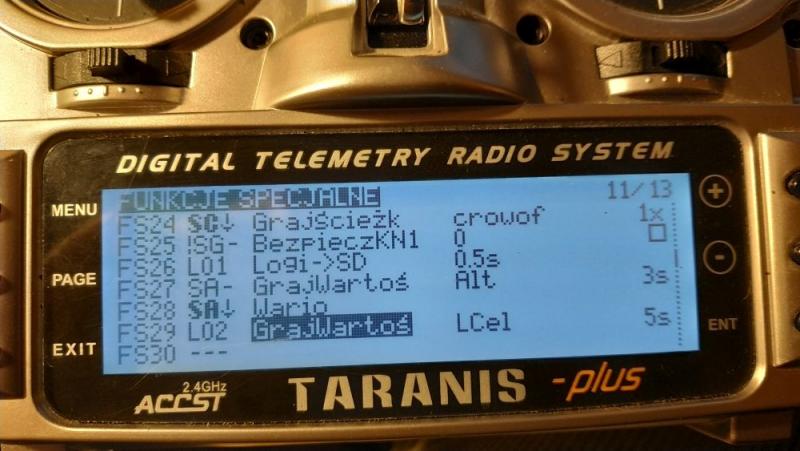 DIGITAL TELEMETRY RADIO SYSTEM
MENU
PAGE
EXIT
FUNKCJE SPECJALNE 11/13
FS24 SC↓ GrajŚcieżk crowof 1x
FS25 !SG- BezpieczKN1 0
FS26 L01 Logi->SD 0.5s
FS27 SA- GrajWartoś Alt 3s
FS28 SA↓ Wario
FS29 L02 GrajWartoś LCel 5s
FS30 ---
+
-
ENT
2.4GHz
ACCST
TARANIS -plus